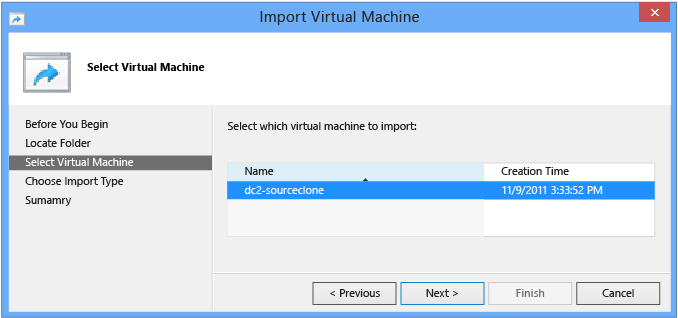 Import Virtual Machine
Select Virtual Machine
Before You Begin
Locate Folder
Select Virtual Machine
Choose Import Type
Sumamry
Select which virtual machine to import:
Name Creation Time
dc2-sourceclone 11/9/2011 3:33:52 PM
< Previous Next > Finish Cancel